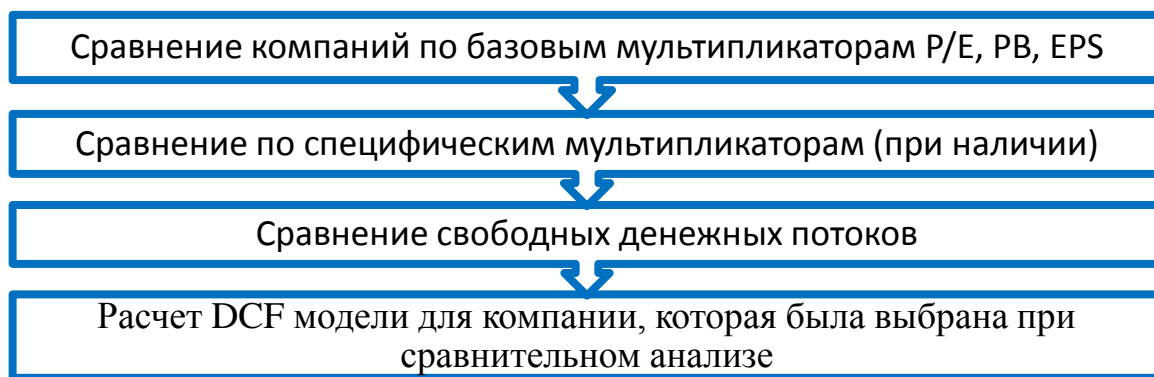 Сравнение компаний по базовым мультипликаторам P/E, PB, EPS
Сравнение по специфическим мультипликаторам (при наличии)
Сравнение свободных денежных потоков
Расчет DCF модели для компании, которая была выбрана при
сравнительном анализе